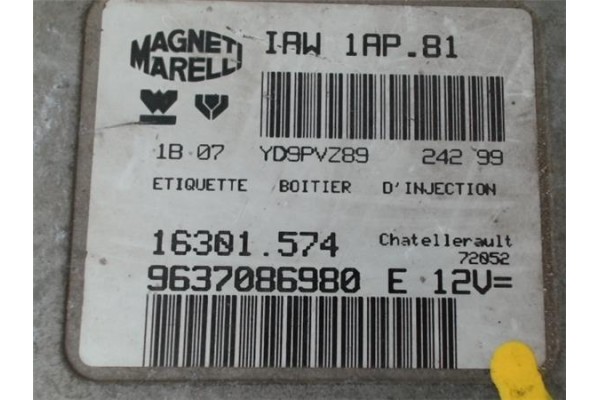 MAGNETI
MARELLI
IAW 1AP.81
1B 07 YD9PVZ89 242 99
ETIQUETTE BOITIER D'INJECTION
16301.574 Chatellerault
72052
9637086980 E 12V=